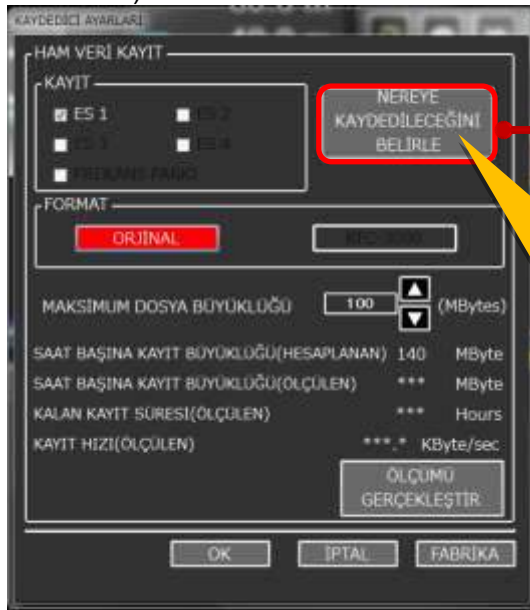 KAYDEDİCİ AYARLARI
HAM VERİ KAYIT
KAYIT
NEREYE
KAYDEDİLECEĞİNİ
BELİRLE
ES 1
ES 2
ES 3
ES 4
FORMAT
ORJİNAL
MAKSİMUM DOSYA BÜYÜKLÜĞÜ 100 (MBytes)
SAAT BAŞINA KAYIT BÜYÜKLÜĞÜ(HESAPLANAN) 140 MByte
SAAT BAŞINA KAYIT BÜYÜKLÜĞÜ(ÖLÇÜLEN) *** MByte
KALAN KAYIT SÜRESİ(ÖLÇÜLEN) *** Hours
KAYIT HIZI(ÖLÇÜLEN) ***.* KByte/sec
ÖLÇÜMÜ
GERÇEKLEŞTİR
OK İPTAL FABRİKA